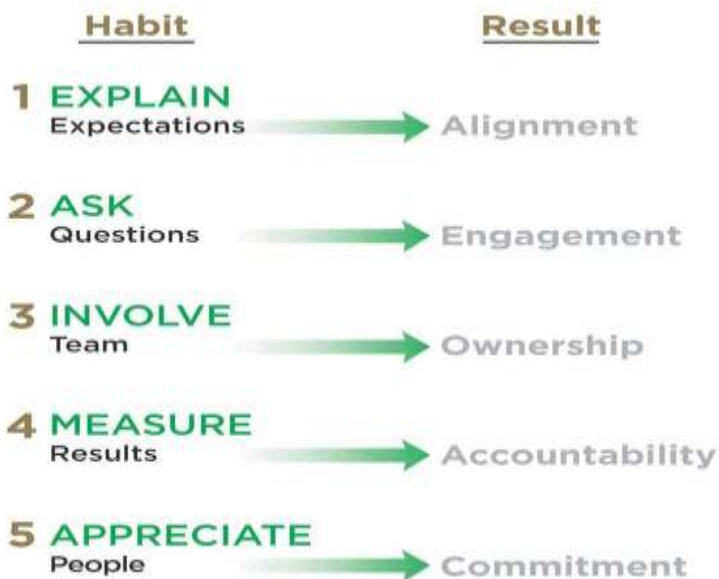 Habit Result
1 EXPLAIN
Expectations Alignment
2 ASK
Questions Engagement
3 INVOLVE
Team Ownership
4 MEASURE
Results Accountability
5 APPRECIATE
People Commitment